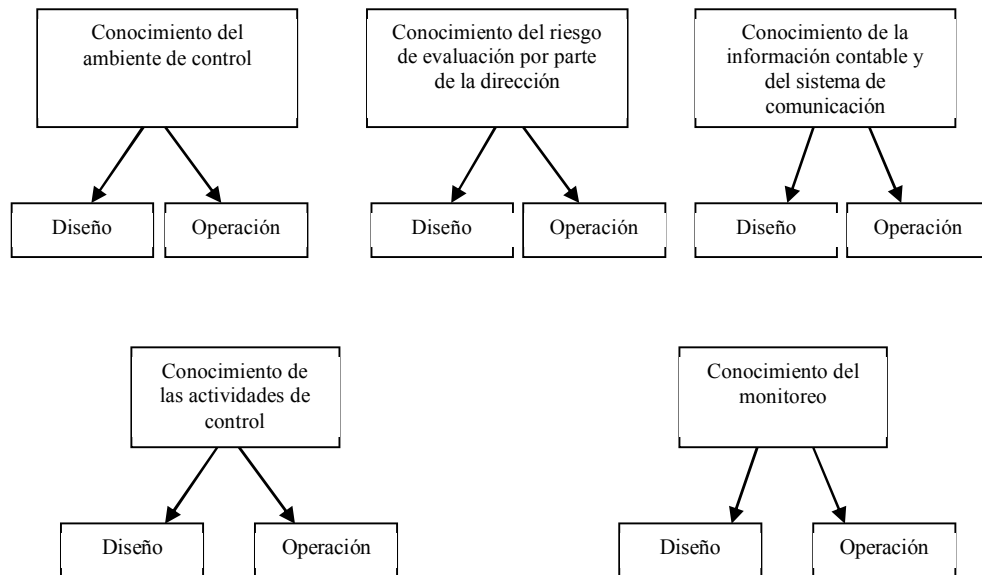 Conocimiento del
ambiente de control
Conocimiento del riesgo
de evaluación por parte
de la dirección
Conocimiento de la
información contable y
del sistema de
comunicación
Diseño
Operación
Diseño
Operación
Diseño
Operación
Conocimiento de
las actividades de
control
Conocimiento del
monitoreo
Diseño
Operación
Diseño
Operación